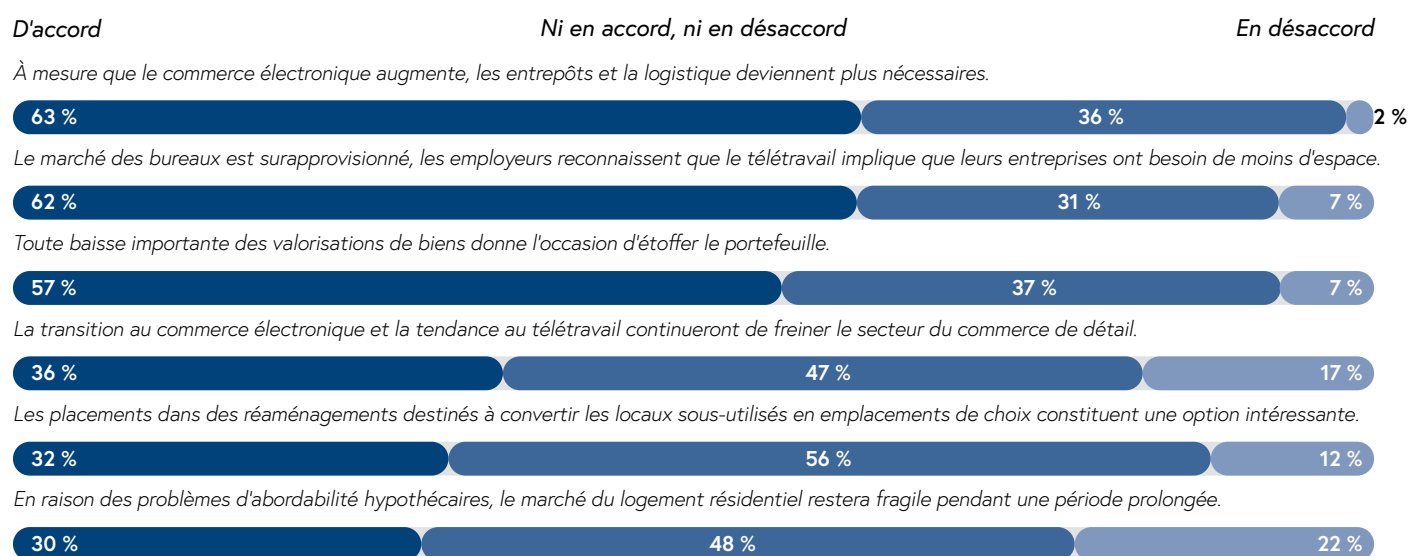 D'accord Ni en accord, ni en désaccord En désaccord
À mesure que le commerce électronique augmente, les entrepôts et la logistique deviennent plus nécessaires.
63 % 36 % 2 %
Le marché des bureaux est surapprovisionné, les employeurs reconnaissent que le télétravail implique que leurs entreprises ont besoin de moins d'espace.
62 % 31 % 7 %
Toute baisse importante des valorisations de biens donne l'occasion d'étoffer le portefeuille.
57 % 37 % 7 %
La transition au commerce électronique et la tendance au télétravail continueront de freiner le secteur du commerce de détail.
36 % 47 % 17 %
Les placements dans des réaménagements destinés à convertir les locaux sous-utilisés en emplacements de choix constituent une option intéressante.
32 % 56 % 12 %
En raison des problèmes d'abordabilité hypothécaires, le marché du logement résidentiel restera fragile pendant une période prolongée.
30 % 48 % 22 %